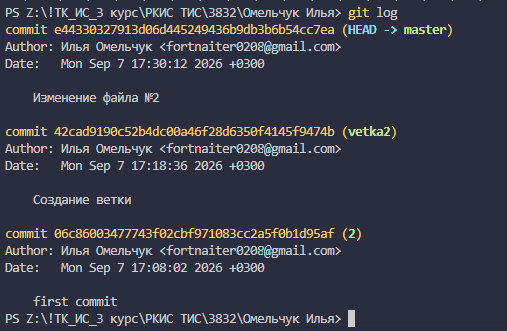 PS Z:\!ТК_ИС_3 курс\РКИС ТИС\3832\Омельчук Илья> git log
commit e44330327913d06d445249436b9db3b6b54cc7ea (HEAD -> master)
Author: Илья Омельчук <fortnaiter0208@gmail.com>
Date:   Mon Sep 7 17:30:12 2026 +0300
    Изменение файла №2
commit 42cad9190c52b4dc00a46f28d6350f4145f9474b (vetka2)
Author: Илья Омельчук <fortnaiter0208@gmail.com>
Date:   Mon Sep 7 17:18:36 2026 +0300
    Создание ветки
commit 06c86003477743f02cbf971083cc2a5f0b1d95af (2)
Author: Илья Омельчук <fortnaiter0208@gmail.com>
Date:   Mon Sep 7 17:08:02 2026 +0300
    first commit
PS Z:\!ТК_ИС_3 курс\РКИС ТИС\3832\Омельчук Илья>